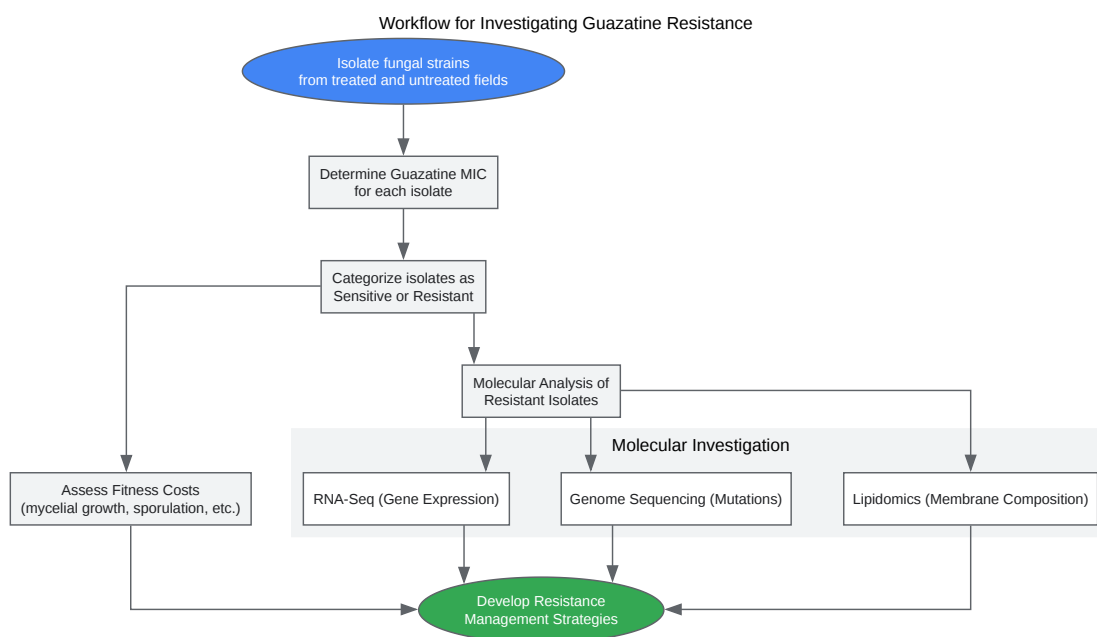 Workflow for Investigating Guazatine Resistance
Isolate fungal strains
from treated and untreated fields
Determine Guazatine MIC
for each isolate
Categorize isolates as
Sensitive or Resistant
Molecular Analysis of
Resistant Isolates
Molecular Investigation
Assess Fitness Costs
(mycelial growth, sporulation, etc.)
RNA-Seq (Gene Expression)
Genome Sequencing (Mutations)
Lipidomics (Membrane Composition)
Develop Resistance
Management Strategies